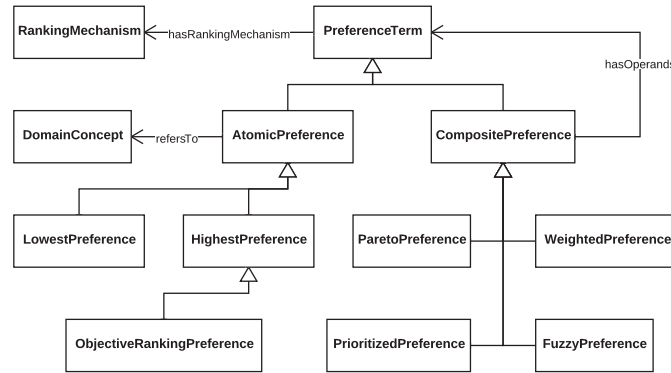 RankingMechanism
hasRankingMechanism
PreferenceTerm
hasOperands
DomainConcept
refersTo
AtomicPreference
CompositePreference
LowestPreference
HighestPreference
ParetoPreference
WeightedPreference
ObjectiveRankingPreference
PrioritizedPreference
FuzzyPreference